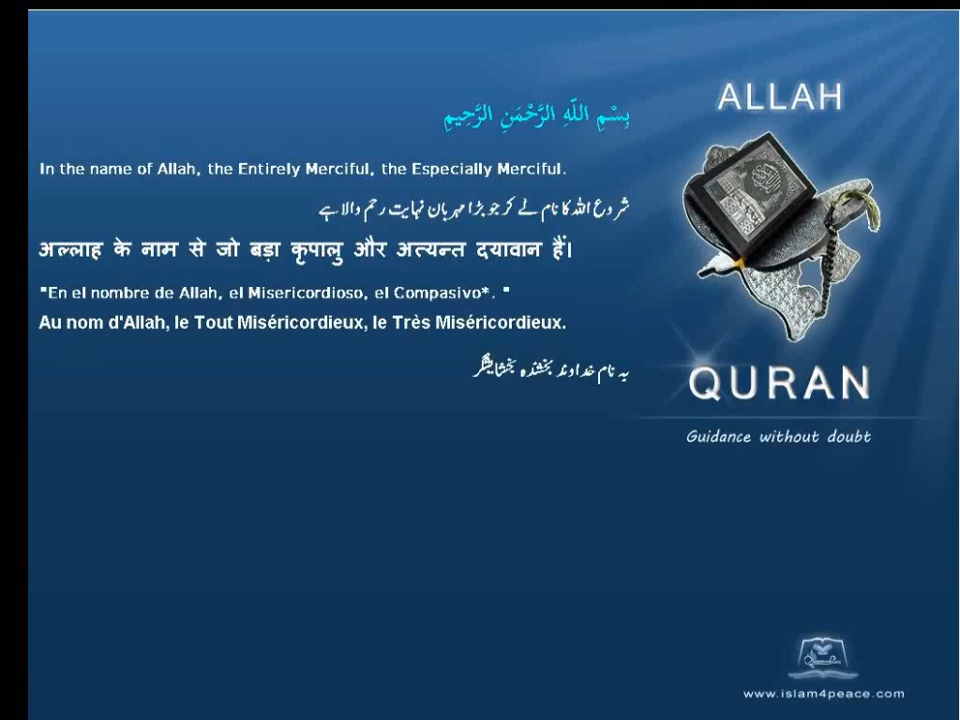 بِسْمِ اللَّهِ الرَّحْمَنِ الرَّحِيمِ
In the name of Allah, the Entirely Merciful, the Especially Merciful.
شروع الله کا نام لے کر جو بڑا مہربان نہایت رحم والا ہے
अल्लाह के नाम से जो बड़ा कृपालु और अत्यन्त दयावान हैं।
"En el nombre de Allah, el Misericordioso, el Compasivo*. "
Au nom d'Allah, le Tout Miséricordieux, le Très Miséricordieux.
به نام خداوند بخشنده بخشایشگر
ALLAH
QURAN
Guidance without doubt
www.islam4peace.com